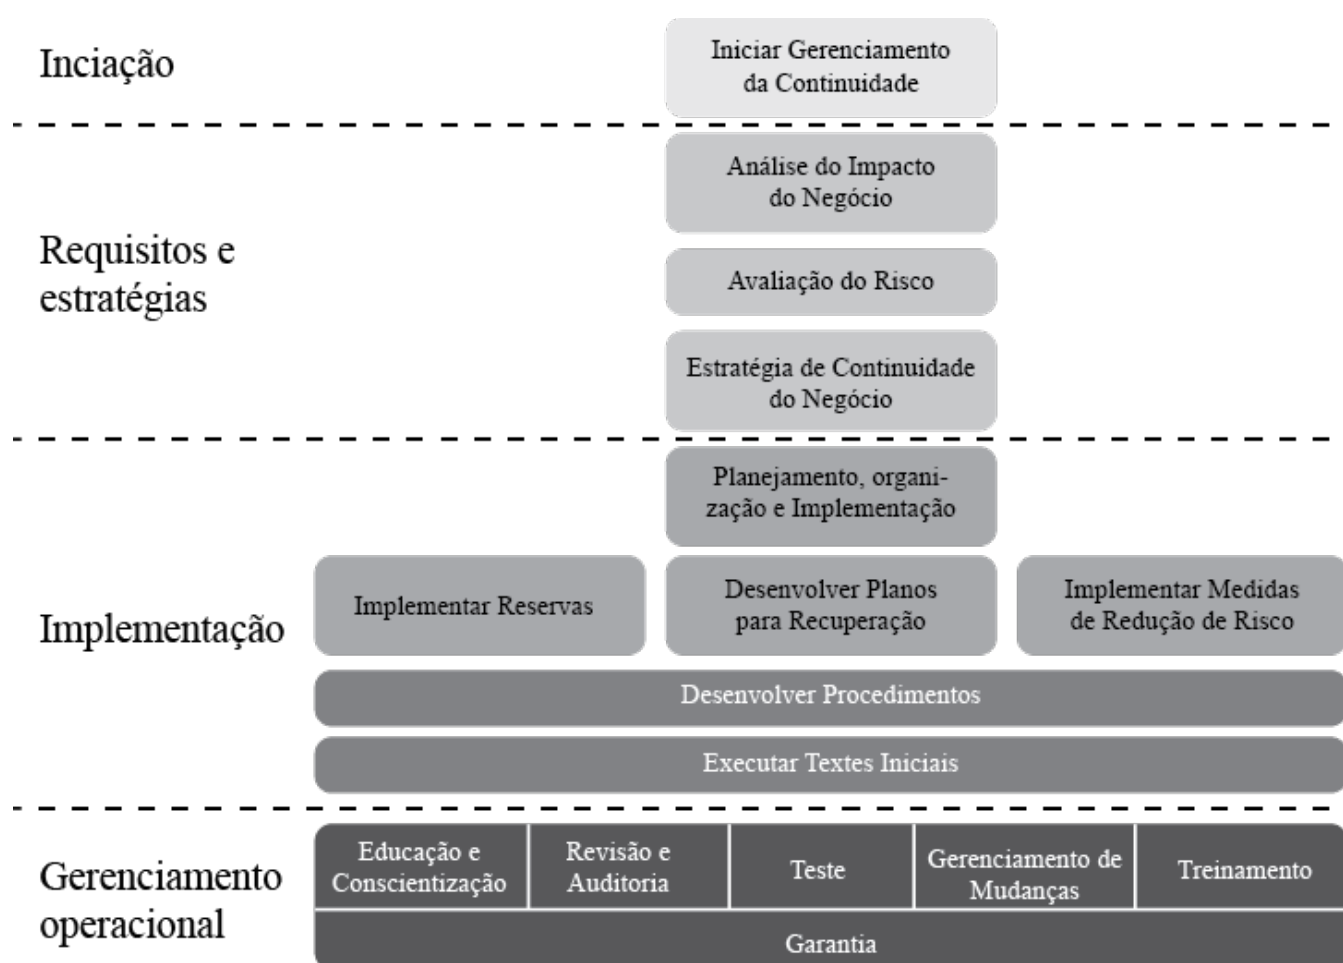 Inciação
Iniciar Gerenciamento
da Continuidade
Requisitos e
estratégias
Análise do Impacto
do Negócio
Avaliação do Risco
Estratégia de Continuidade
do Negócio
Implementação
Planejamento, organi-
zação e Implementação
Implementar Reservas
Desenvolver Planos
para Recuperação
Implementar Medidas
de Redução de Risco
Desenvolver Procedimentos
Executar Textes Iniciais
Gerenciamento
operacional
Educação e
Conscientização
Revisão e
Auditoria
Teste
Gerenciamento de
Mudanças
Treinamento
Garantia